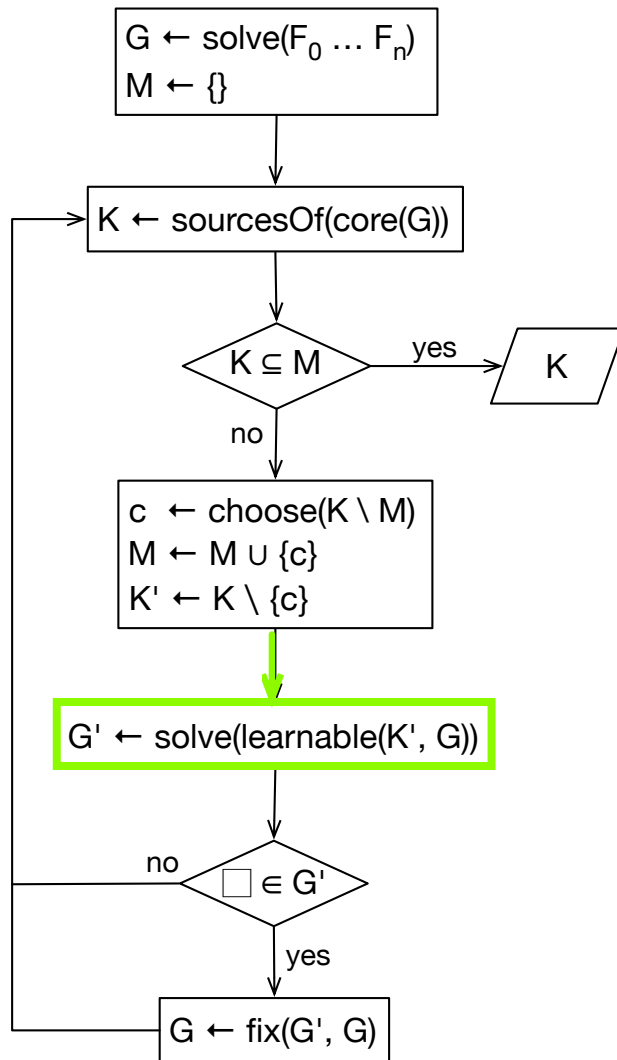 G ← solve(F₀ … Fₙ)
M ← {}
K ← sourcesOf(core(G))
K ⊆ M
yes
K
no
c ← choose(K \ M)
M ← M ∪ {c}
K' ← K \ {c}
G' ← solve(learnable(K', G))
no
□ ∈ G'
yes
G ← fix(G', G)